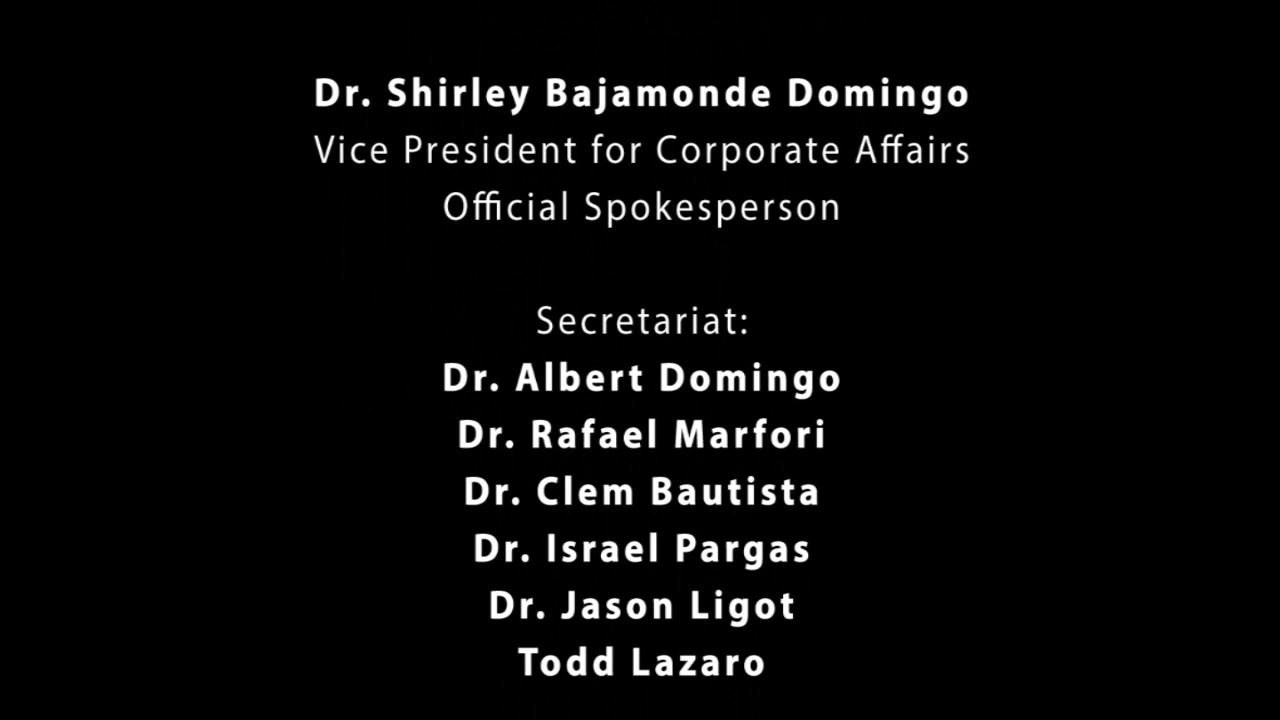 Dr. Shirley Bajamonde Domingo
Vice President for Corporate Affairs
Official Spokesperson
Secretariat:
Dr. Albert Domingo
Dr. Rafael Marfori
Dr. Clem Bautista
Dr. Israel Pargas
Dr. Jason Ligot
Todd Lazaro